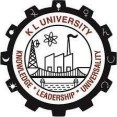 K L UNIVERSITY
KNOWLEDGE * LEADERSHIP * UNIVERSALITY